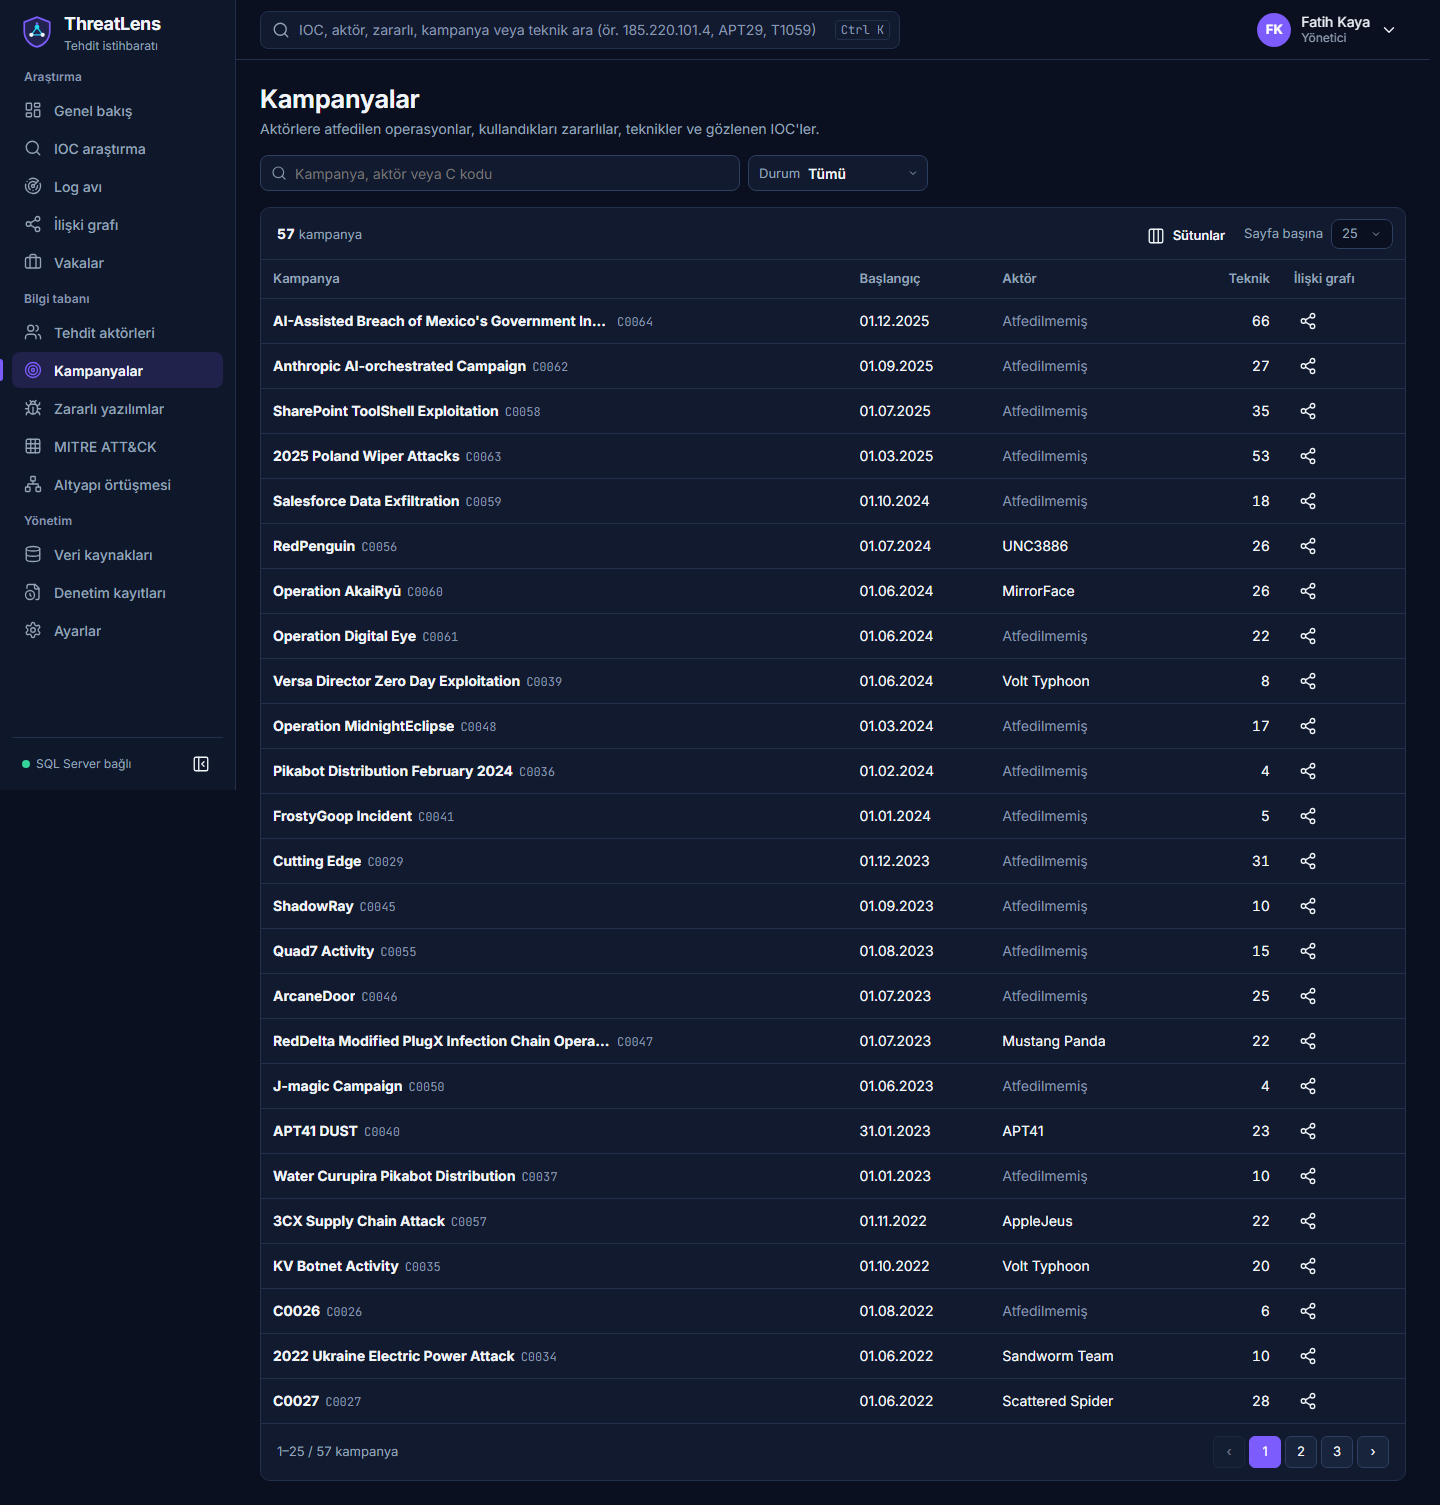 ThreatLens
Tehdit istihbaratı
Araştırma
Genel bakış
IOC araştırma
Log avı
İlişki grafı
Vakalar
Bilgi tabanı
Tehdit aktörleri
Kampanyalar
Zararlı yazılımlar
MITRE ATT&CK
Altyapı örtüşmesi
Yönetim
Veri kaynakları
Denetim kayıtları
Ayarlar
SQL Server bağlı
IOC, aktör, zararlı, kampanya veya teknik ara (ör. 185.220.101.4, APT29, T1059) Ctrl K
FK Fatih Kaya
Yönetici
Kampanyalar
Aktörlere atfedilen operasyonlar, kullandıkları zararlılar, teknikler ve gözlenen IOC'ler.
Kampanya, aktör veya C kodu
Durum Tümü
57 kampanya Sütunlar Sayfa başına 25
Kampanya Başlangıç Aktör Teknik İlişki grafı
AI-Assisted Breach of Mexico's Government In... C0064 01.12.2025 Atfedilmemiş 66
Anthropic AI-orchestrated Campaign C0062 01.09.2025 Atfedilmemiş 27
SharePoint ToolShell Exploitation C0058 01.07.2025 Atfedilmemiş 35
2025 Poland Wiper Attacks C0063 01.03.2025 Atfedilmemiş 53
Salesforce Data Exfiltration C0059 01.10.2024 Atfedilmemiş 18
RedPenguin C0056 01.07.2024 UNC3886 26
Operation AkaiRyū C0060 01.06.2024 MirrorFace 26
Operation Digital Eye C0061 01.06.2024 Atfedilmemiş 22
Versa Director Zero Day Exploitation C0039 01.06.2024 Volt Typhoon 8
Operation MidnightEclipse C0048 01.03.2024 Atfedilmemiş 17
Pikabot Distribution February 2024 C0036 01.02.2024 Atfedilmemiş 4
FrostyGoop Incident C0041 01.01.2024 Atfedilmemiş 5
Cutting Edge C0029 01.12.2023 Atfedilmemiş 31
ShadowRay C0045 01.09.2023 Atfedilmemiş 10
Quad7 Activity C0055 01.08.2023 Atfedilmemiş 15
ArcaneDoor C0046 01.07.2023 Atfedilmemiş 25
RedDelta Modified PlugX Infection Chain Opera... C0047 01.07.2023 Mustang Panda 22
J-magic Campaign C0050 01.06.2023 Atfedilmemiş 4
APT41 DUST C0040 31.01.2023 APT41 23
Water Curupira Pikabot Distribution C0037 01.01.2023 Atfedilmemiş 10
3CX Supply Chain Attack C0057 01.11.2022 AppleJeus 22
KV Botnet Activity C0035 01.10.2022 Volt Typhoon 20
C0026 C0026 01.08.2022 Atfedilmemiş 6
2022 Ukraine Electric Power Attack C0034 01.06.2022 Sandworm Team 10
C0027 C0027 01.06.2022 Scattered Spider 28
1–25 / 57 kampanya ‹ 1 2 3 ›